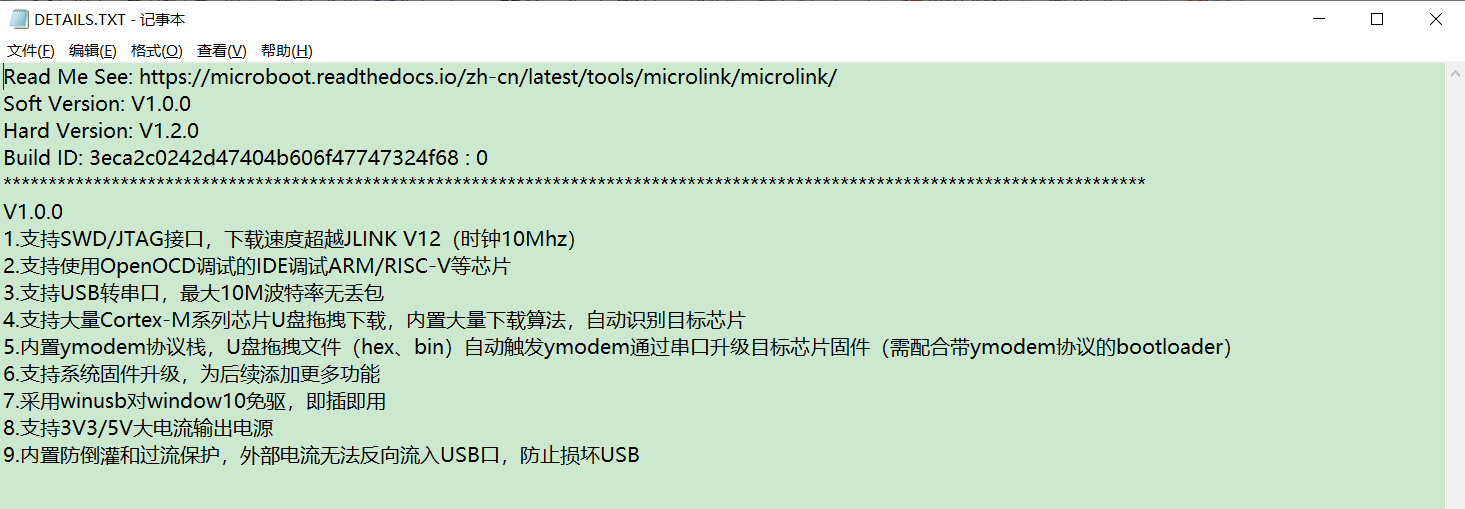 DETAILS.TXT - 记事本
文件(F) 编辑(E) 格式(O) 查看(V) 帮助(H)
Read Me See: https://microboot.readthedocs.io/zh-cn/latest/tools/microlink/microlink/
Soft Version: V1.0.0
Hard Version: V1.2.0
Build ID: 3eca2c0242d47404b606f47747324f68 : 0
*******************************************************************************************************************************
V1.0.0
1.支持SWD/JTAG接口，下载速度超越JLINK V12（时钟10Mhz）
2.支持使用OpenOCD调试的IDE调试ARM/RISC-V等芯片
3.支持USB转串口，最大10M波特率无丢包
4.支持大量Cortex-M系列芯片U盘拖拽下载，内置大量下载算法，自动识别目标芯片
5.内置ymodem协议栈，U盘拖拽文件（hex、bin）自动触发ymodem通过串口升级目标芯片固件（需配合带ymodem协议的bootloader）
6.支持系统固件升级，为后续添加更多功能
7.采用winusb对window10免驱，即插即用
8.支持3V3/5V大电流输出电源
9.内置防倒灌和过流保护，外部电流无法反向流入USB口，防止损坏USB